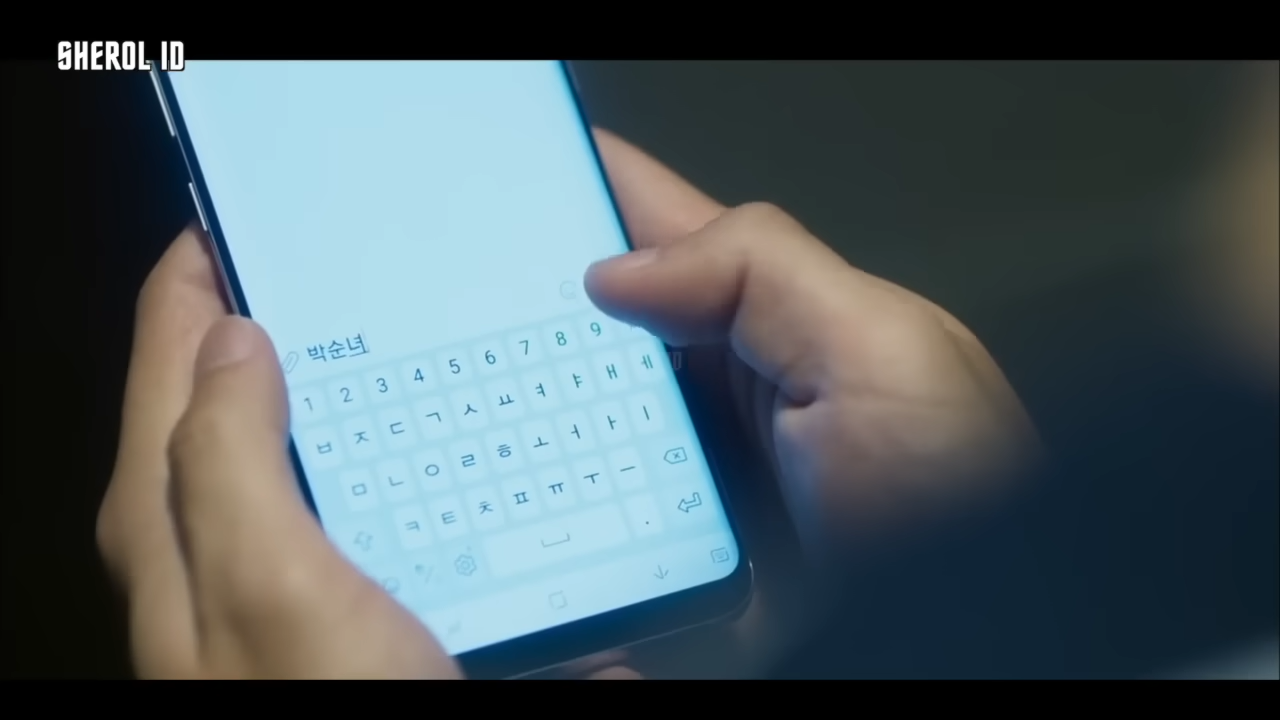 SHEROL ID
박순녀
1 2 3 4 5 6 7 8 9
ㅂ ㅈ ㄷ ㄱ ㅅ ㅛ ㅕ ㅑ ㅐ ㅔ
ㅁ ㄴ ㅇ ㄹ ㅎ ㅗ ㅓ ㅏ ㅣ
ㅋ ㅌ ㅊ ㅍ ㅠ ㅜ ㅡ
.